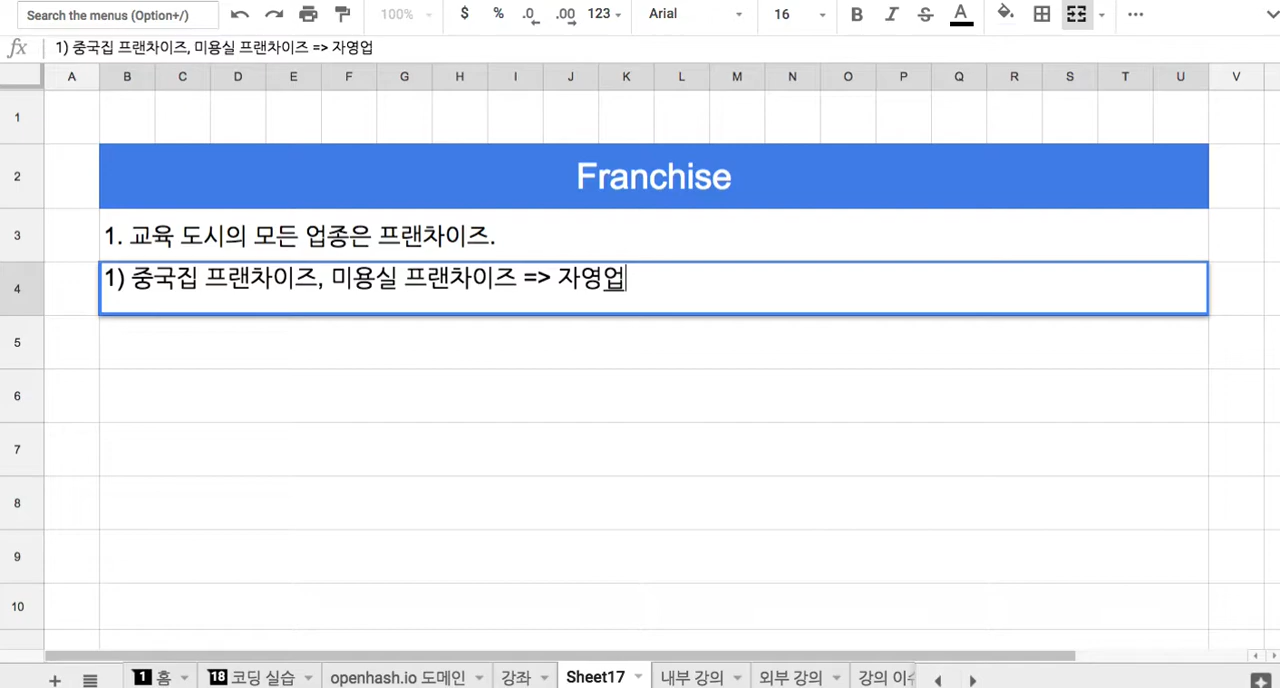 Search the menus (Option+/) 100% $ % .0 .00 123 Arial 16 B I S A
fx 1) 중국집 프랜차이즈, 미용실 프랜차이즈 => 자영업
A B C D E F G H I J K L M N O P Q R S T U V
1
2 Franchise
3 1. 교육 도시의 모든 업종은 프랜차이즈.
4 1) 중국집 프랜차이즈, 미용실 프랜차이즈 => 자영업
5
6
7
8
9
10
1 홈 18 코딩 실습 openhash.io 도메인 강좌 Sheet17 내부 강의 외부 강의 강의 이수